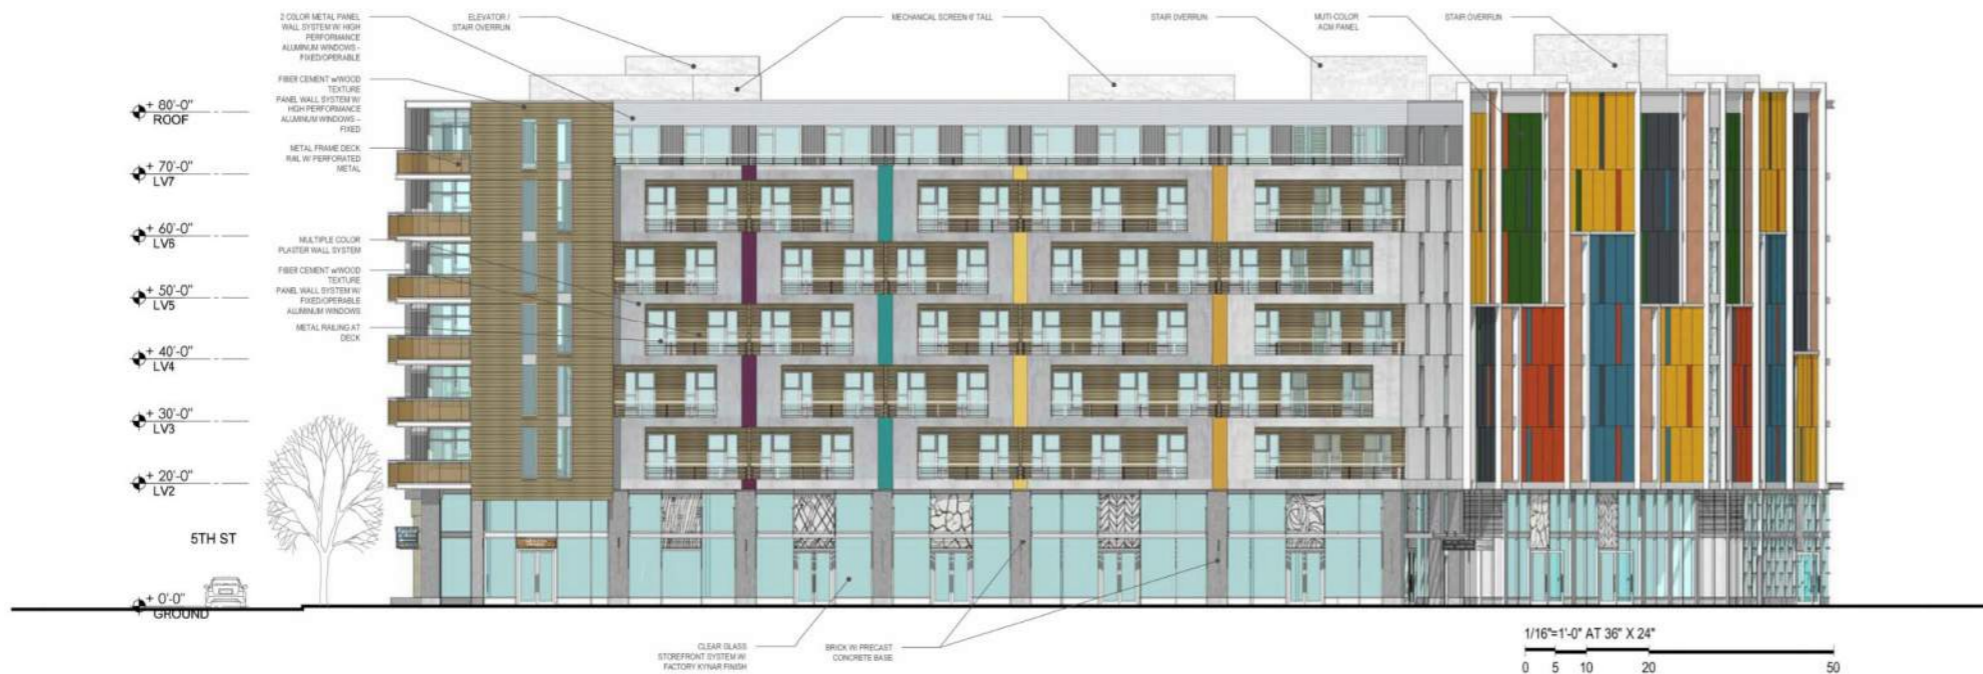 2 COLOR METAL PANEL
WALL SYSTEM W/ HIGH
PERFORMANCE
ALUMINUM WINDOWS -
FIXED/OPERABLE
ELEVATOR /
STAIR OVERRUN
MECHANICAL SCREEN 6' TALL
STAIR OVERRUN
MUTI-COLOR
ACM PANEL
STAIR OVERRUN
FIBER CEMENT w/WOOD
TEXTURE
PANEL WALL SYSTEM W/
HIGH PERFORMANCE
ALUMINUM WINDOWS –
FIXED
METAL FRAME DECK
RAIL W/ PERFORATED
METAL
MULTIPLE COLOR
PLASTER WALL SYSTEM
FIBER CEMENT w/WOOD
TEXTURE
PANEL WALL SYSTEM W/
FIXED/OPERABLE
ALUMINUM WINDOWS
METAL RAILING AT
DECK
+ 80'-0"
ROOF
+ 70'-0"
LV7
+ 60'-0"
LV6
+ 50'-0"
LV5
+ 40'-0"
LV4
+ 30'-0"
LV3
+ 20'-0"
LV2
5TH ST
+ 0'-0"
GROUND
CLEAR GLASS
STOREFRONT SYSTEM W/
FACTORY KYNAR FINISH
BRICK W/ PRECAST
CONCRETE BASE
1/16"=1'-0" AT 36" X 24"
0 5 10 20 50